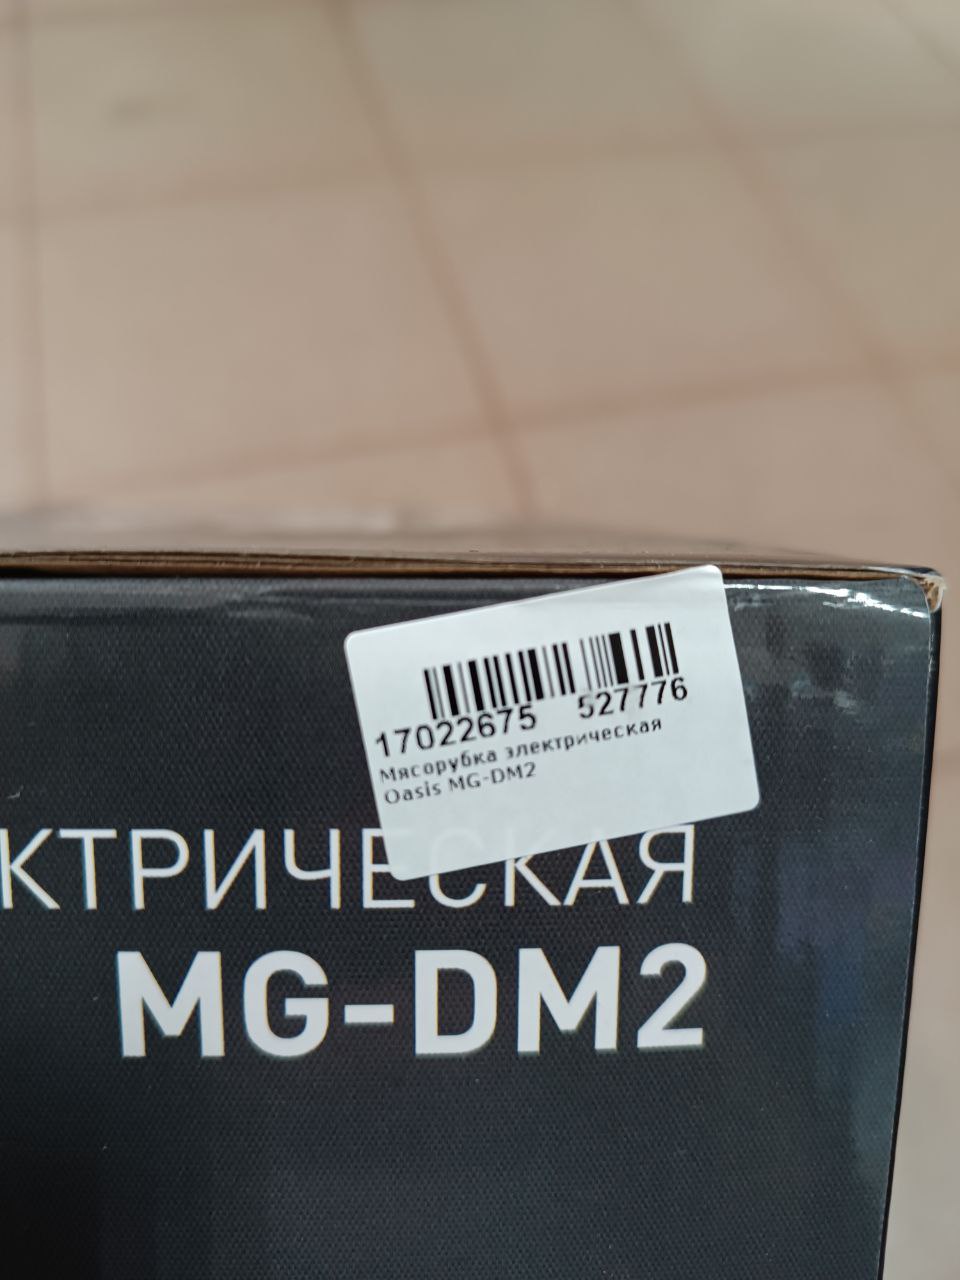 17022675 527776
Мясорубка электрическая
Oasis MG-DM2
КТРИЧЕСКАЯ
MG-DM2